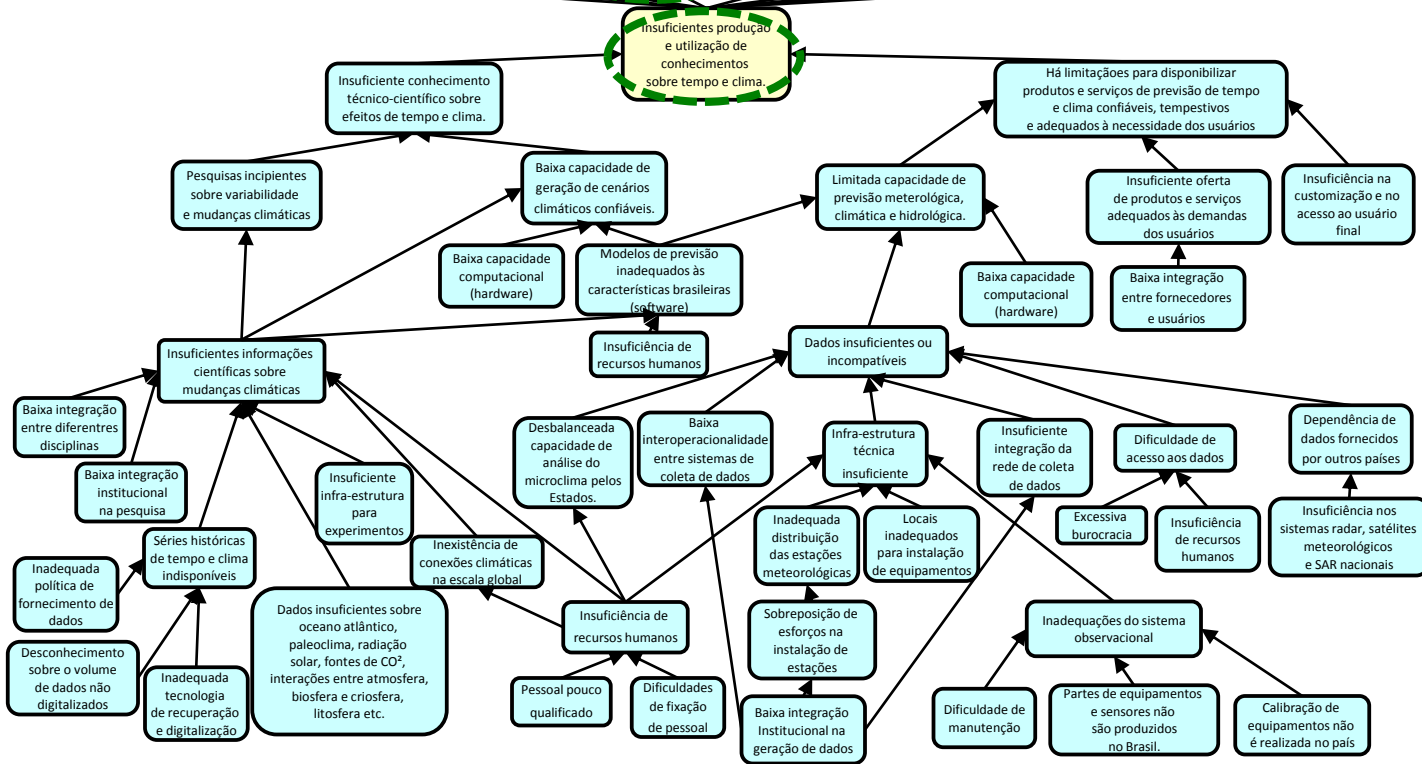 Insuficientes produção
e utilização de
conhecimentos
sobre tempo e clima.
Insuficiente conhecimento
técnico-científico sobre
efeitos de tempo e clima.
Há limitaçãoes para disponibilizar
produtos e serviços de previsão de tempo
e clima confiáveis, tempestivos
e adequados à necessidade dos usuários
Pesquisas incipientes
sobre variabilidade
e mudanças climáticas
Baixa capacidade de
geração de cenários
climáticos confiáveis.
Limitada capacidade de
previsão meterológica,
climática e hidrológica.
Insuficiente oferta
de produtos e serviços
adequados às demandas
dos usuários
Insuficiência na
customização e no
acesso ao usuário
final
Baixa capacidade
computacional
(hardware)
Modelos de previsão
inadequados às
características brasileiras
(software)
Baixa capacidade
computacional
(hardware)
Baixa integração
entre fornecedores
e usuários
Insuficientes informações
científicas sobre
mudanças climáticas
Insuficiência de
recursos humanos
Dados insuficientes ou
incompatíveis
Baixa integração
entre diferentres
disciplinas
Baixa integração
institucional
na pesquisa
Insuficiente
infra-estrutura
para
experimentos
Desbalanceada
capacidade de
análise do
microclima pelos
Estados.
Baixa
interoperacionalidade
entre sistemas de
coleta de dados
Infra-estrutura
técnica
insuficiente
Insuficiente
integração da
rede de coleta
de dados
Dificuldade de
acesso aos dados
Dependência de
dados fornecidos
por outros países
Séries históricas
de tempo e clima
indisponíveis
Inexistência de
conexões climáticas
na escala global
Inadequada
distribuição
das estações
meteorológicas
Locais
inadequados
para instalação
de equipamentos
Excessiva
burocracia
Insuficiência
de recursos
humanos
Insuficiência nos
sistemas radar, satélites
meteorológicos
e SAR nacionais
Inadequada
política de
fornecimento de
dados
Desconhecimento
sobre o volume
de dados não
digitalizados
Inadequada
tecnologia
de recuperação
e digitalização
Dados insuficientes sobre
oceano atlântico,
paleoclima, radiação
solar, fontes de CO²,
interações entre atmosfera,
biosfera e criosfera,
litosfera etc.
Insuficiência de
recursos humanos
Sobreposição de
esforços na
instalação de
estações
Inadequações do sistema
observacional
Pessoal pouco
qualificado
Dificuldades
de fixação
de pessoal
Baixa integração
Institucional na
geração de dados
Dificuldade de
manutenção
Partes de equipamentos
e sensores não
são produzidos
no Brasil.
Calibração de
equipamentos não
é realizada no país